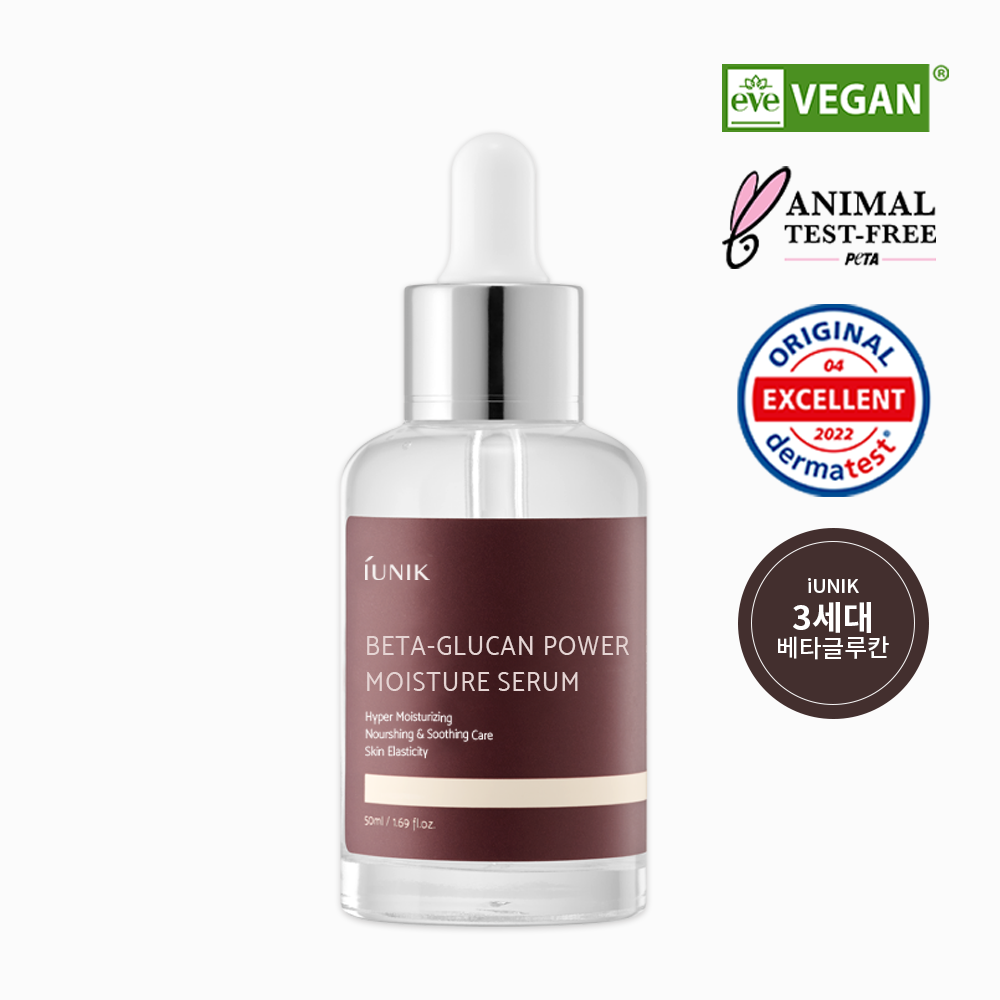 eve VEGAN®
ANIMAL
TEST-FREE
PETA
ORIGINAL
04
EXCELLENT
2022
dermatest®
iUNIK
3세대
베타글루칸
íUNIK
BETA-GLUCAN POWER
MOISTURE SERUM
Hyper Moisturizing
Nourshing & Soothing Care
Skin Elasticity
50ml / 1.69 fl.oz.